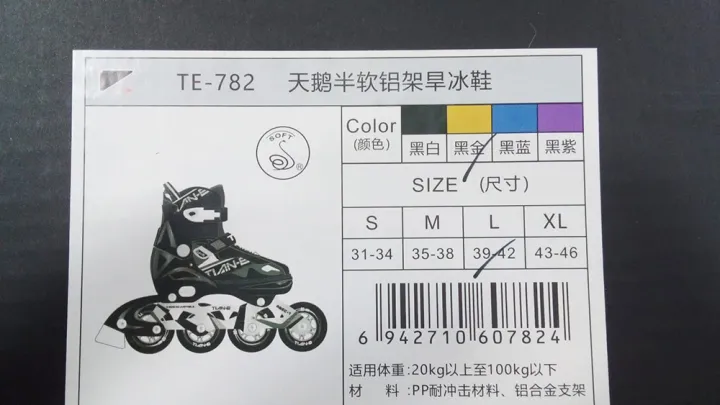 TE-782 天鹅半软铝架旱冰鞋
SOFT
®
TIAN-E
TIAN-E
TIAN-E
Color
(颜色)
黑白 黑金 黑蓝 黑紫
SIZE (尺寸)
S M L XL
31-34 35-38 39-42 43-46
6 942710 607824
适用体重:20kg以上至100kg以下
材 料:PP耐冲击材料、铝合金支架